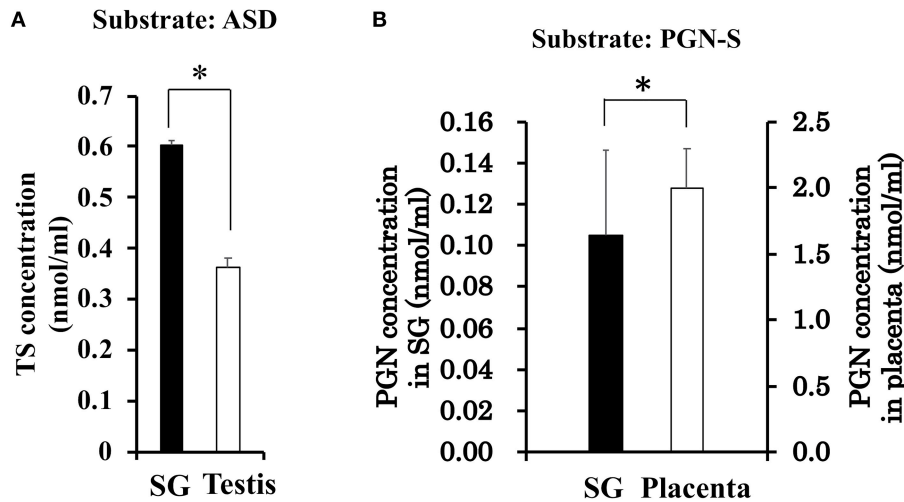 A
Substrate: ASD
*
TS concentration
(nmol/ml)
0.7
0.6
0.5
0.4
0.3
0.2
0.1
0
SG Testis
B
Substrate: PGN-S
*
PGN concentration
in SG (nmol/ml)
0.16
0.14
0.12
0.10
0.08
0.06
0.04
0.02
0.00
2.5
2.0
1.5
1.0
0.5
0.0
PGN concentration
in placenta (nmol/ml)
SG Placenta